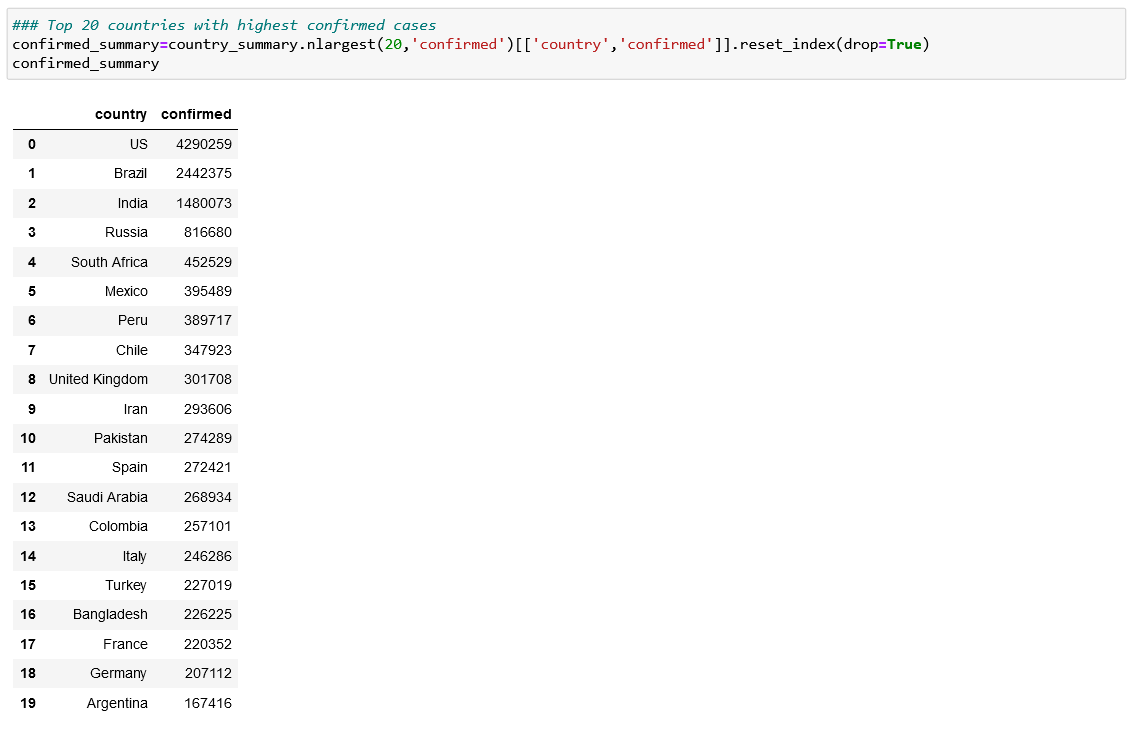 ### Top 20 countries with highest confirmed cases
confirmed_summary=country_summary.nlargest(20,'confirmed')[['country','confirmed']].reset_index(drop=True)
confirmed_summary
country confirmed
0 US 4290259
1 Brazil 2442375
2 India 1480073
3 Russia 816680
4 South Africa 452529
5 Mexico 395489
6 Peru 389717
7 Chile 347923
8 United Kingdom 301708
9 Iran 293606
10 Pakistan 274289
11 Spain 272421
12 Saudi Arabia 268934
13 Colombia 257101
14 Italy 246286
15 Turkey 227019
16 Bangladesh 226225
17 France 220352
18 Germany 207112
19 Argentina 167416